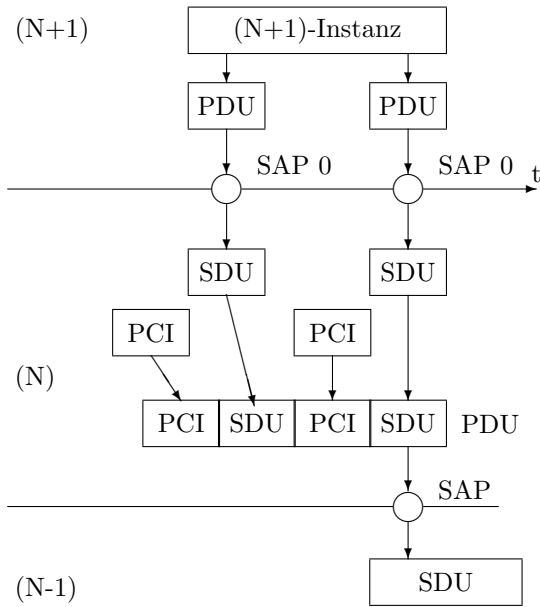 (N+1) (N+1)-Instanz
PDU PDU
SAP 0 SAP 0 t
SDU SDU
PCI PCI
(N)
PCI SDU PCI SDU PDU
SAP
(N-1) SDU